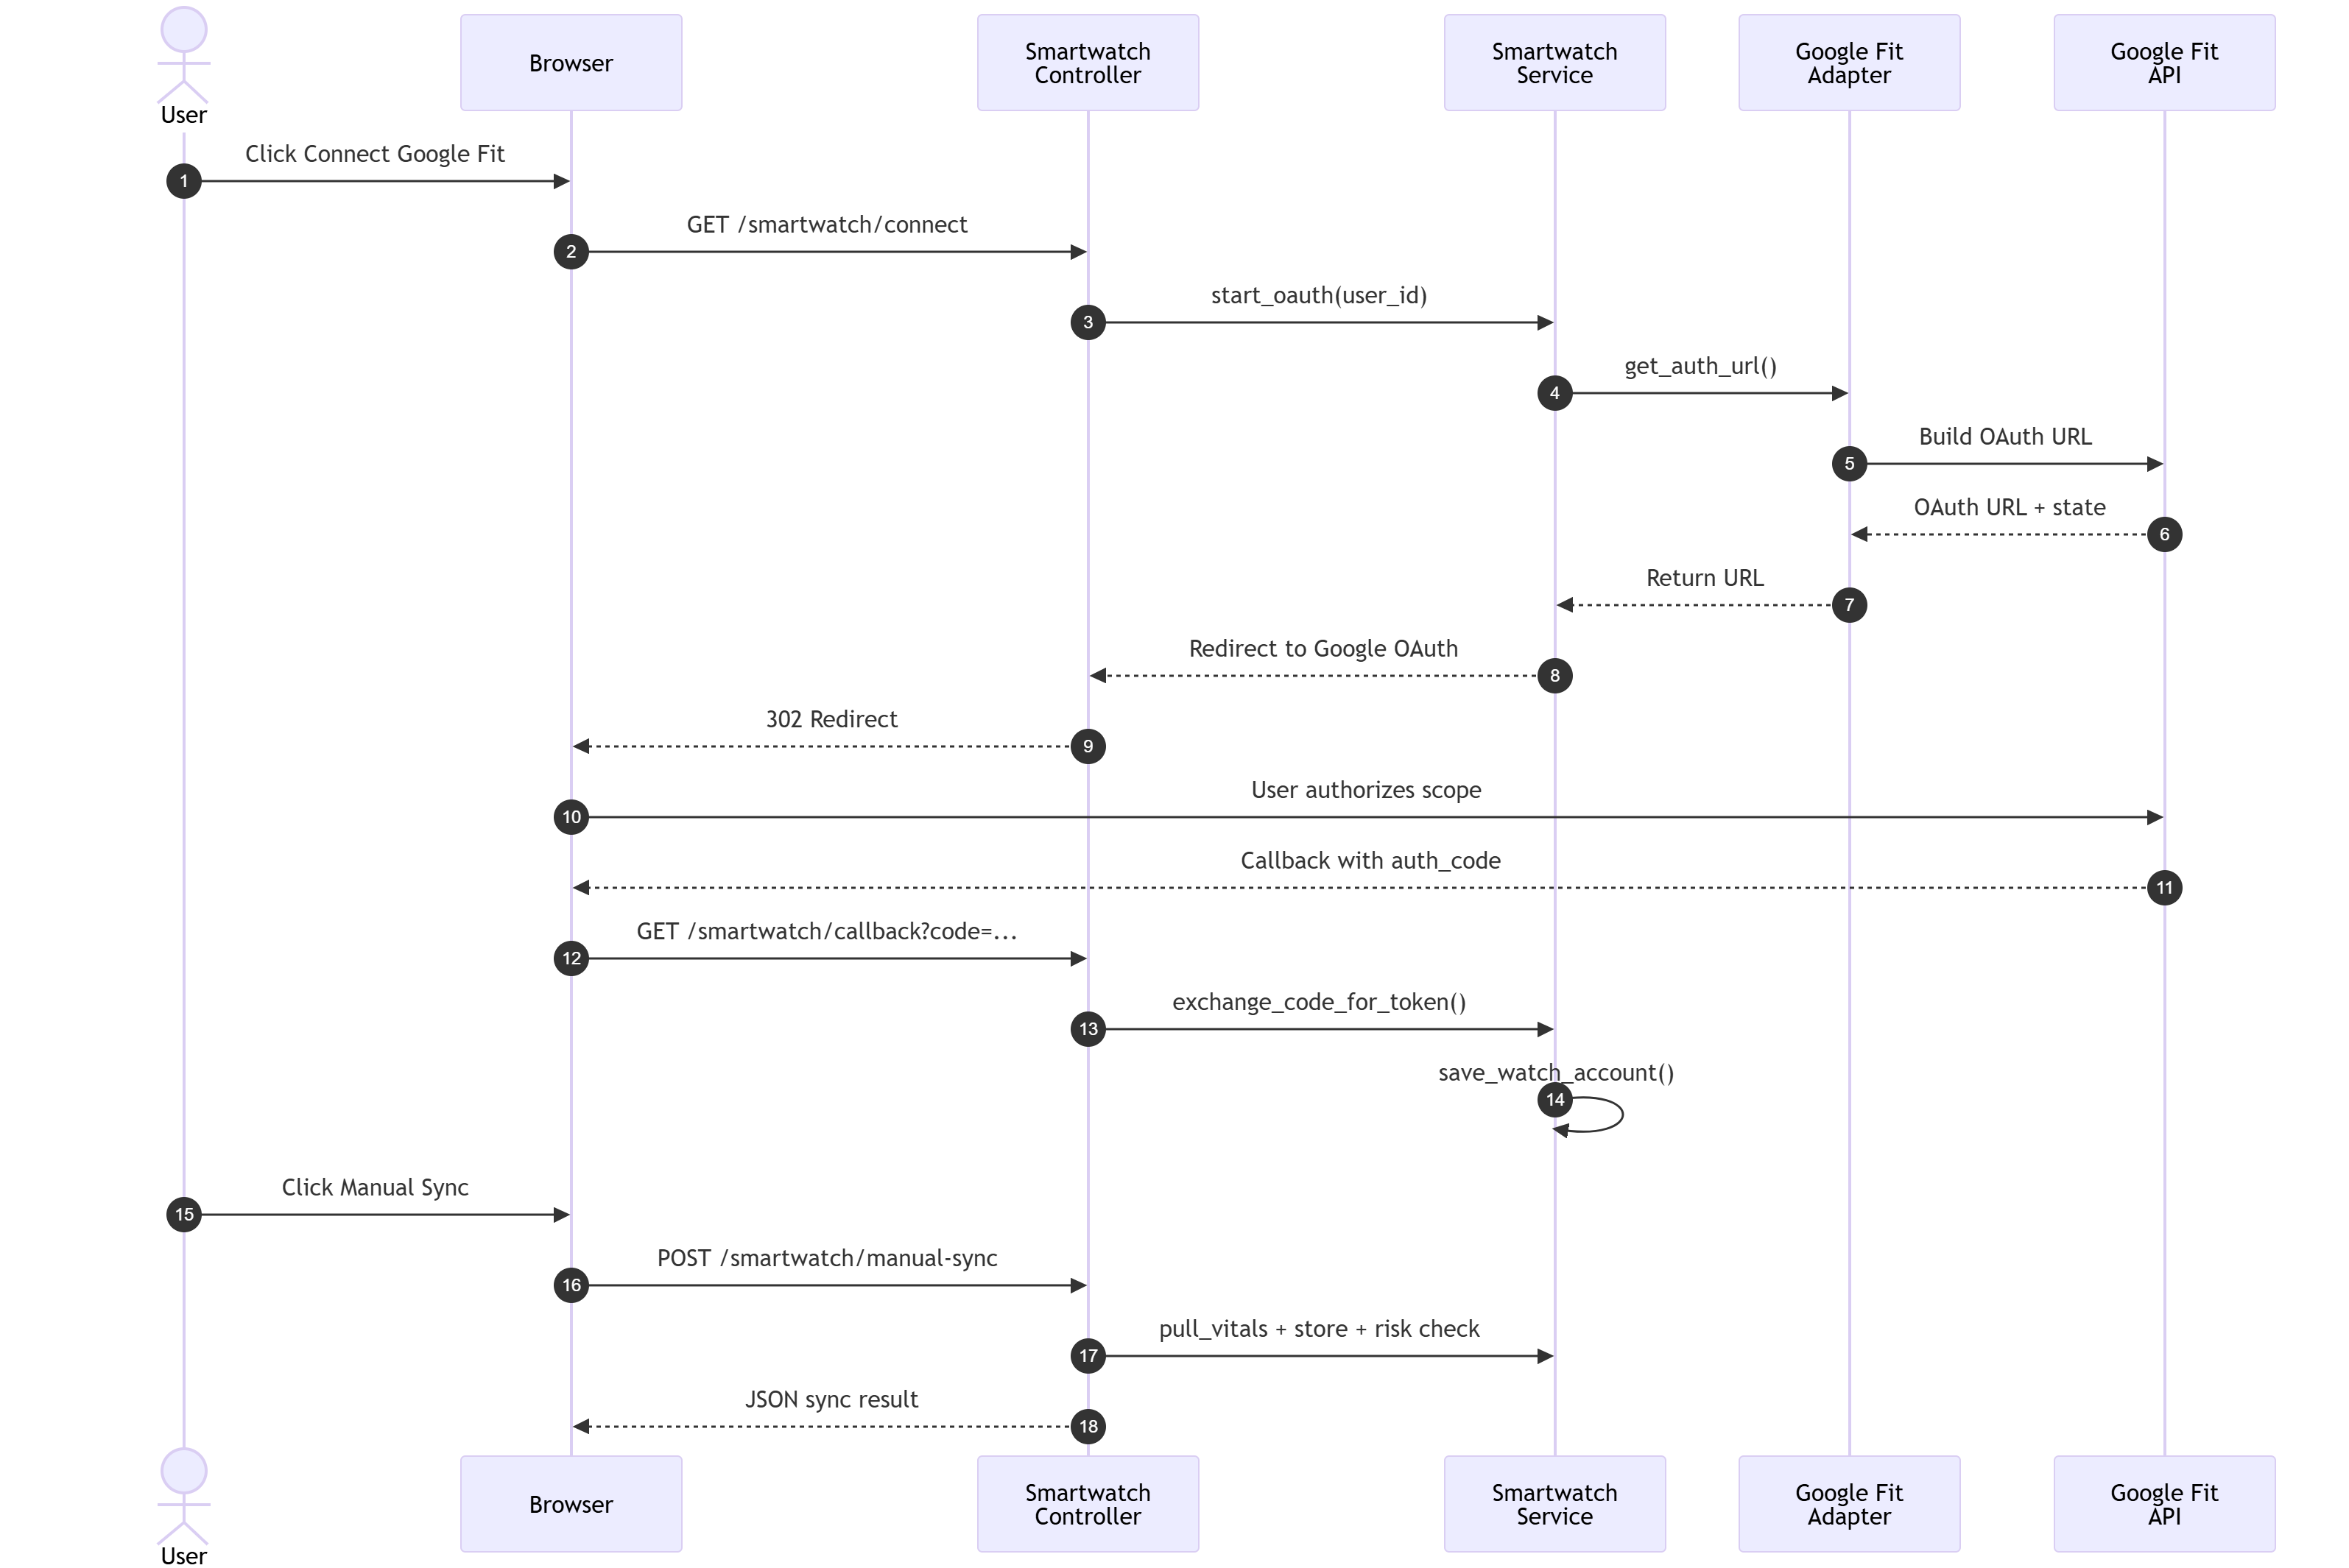 User
Browser
Smartwatch
Controller
Smartwatch
Service
Google Fit
Adapter
Google Fit
API
Click Connect Google Fit
1
GET /smartwatch/connect
2
start_oauth(user_id)
3
get_auth_url()
4
Build OAuth URL
5
OAuth URL + state
6
Return URL
7
Redirect to Google OAuth
8
302 Redirect
9
User authorizes scope
10
Callback with auth_code
11
GET /smartwatch/callback?code=...
12
exchange_code_for_token()
13
save_watch_account()
14
Click Manual Sync
15
POST /smartwatch/manual-sync
16
pull_vitals + store + risk check
17
JSON sync result
18
User
Browser
Smartwatch
Controller
Smartwatch
Service
Google Fit
Adapter
Google Fit
API